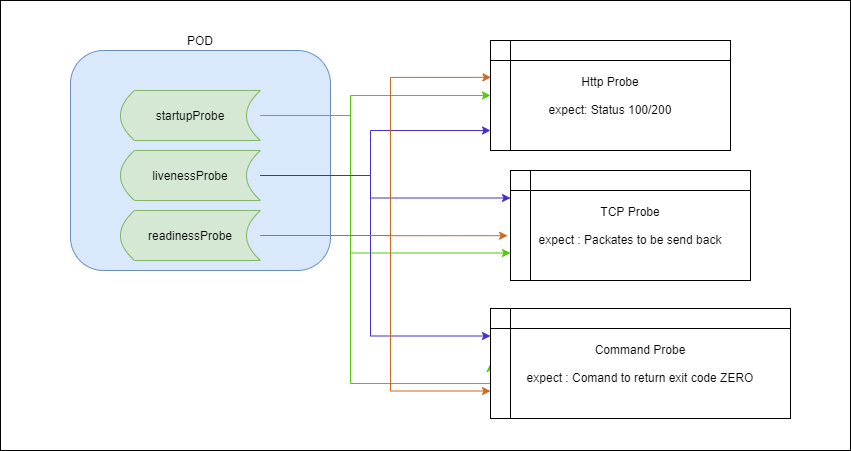 POD
startupProbe
livenessProbe
readinessProbe
Http Probe
expect: Status 100/200
TCP Probe
expect : Packates to be send back
Command Probe
expect : Comand to return exit code ZERO